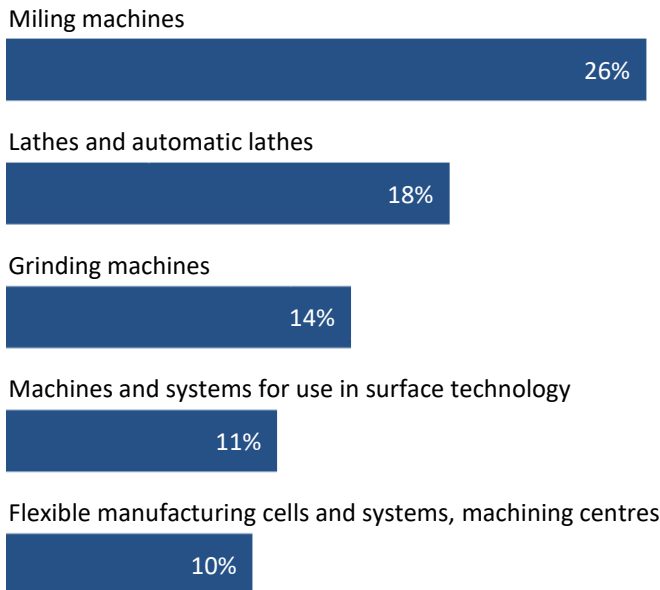 Miling machines
26%
Lathes and automatic lathes
18%
Grinding machines
14%
Machines and systems for use in surface technology
11%
Flexible manufacturing cells and systems, machining centres
10%